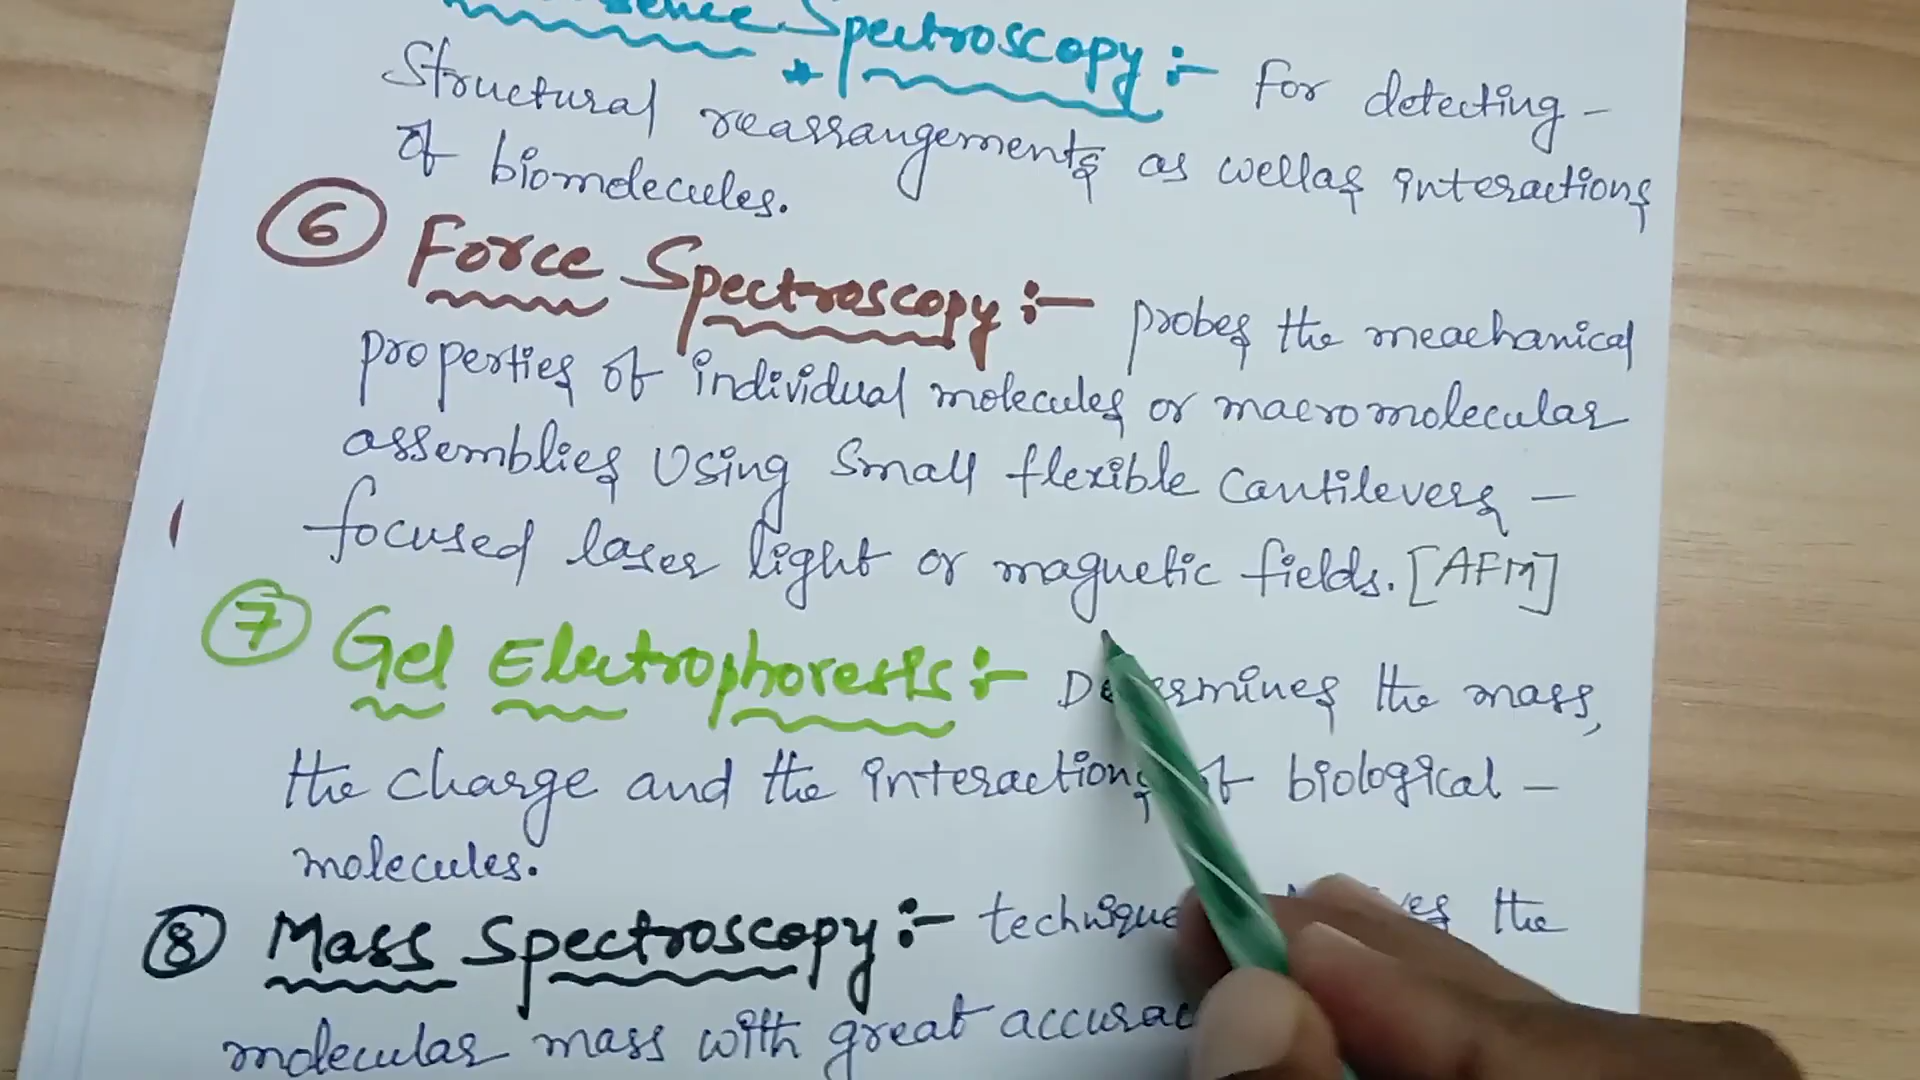 Spectroscopy :- For detecting -
Structural rearrangements as wellas interactions
of biomolecules.
6 Force Spectroscopy :- probes the meachanical
properties of individual molecules or macromolecular
assemblies Using Small flexible Cantilevers -
focused laser light or magnetic fields. [AFM]
7 Gel Electrophoresis :- Determines the mass,
the charge and the interactions of biological -
molecules.
8 Mass Spectroscopy :- technique the
molecular mass with great